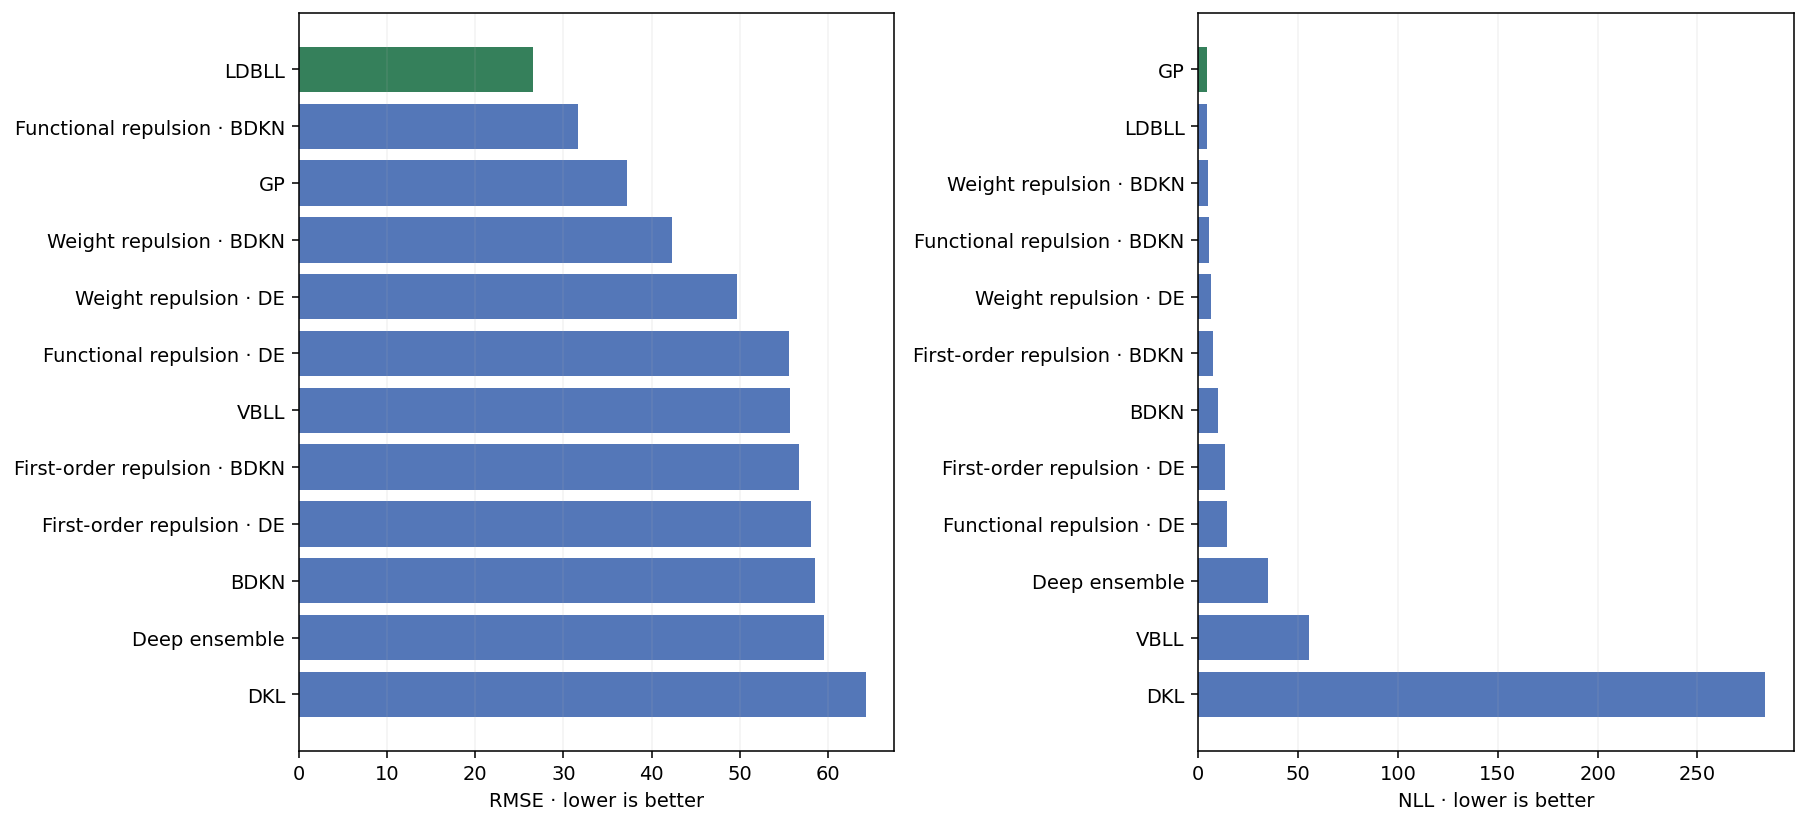 LDBLL
Functional repulsion · BDKN
GP
Weight repulsion · BDKN
Weight repulsion · DE
Functional repulsion · DE
VBLL
First-order repulsion · BDKN
First-order repulsion · DE
BDKN
Deep ensemble
DKL
0 10 20 30 40 50 60
RMSE · lower is better
GP
LDBLL
Weight repulsion · BDKN
Functional repulsion · BDKN
Weight repulsion · DE
First-order repulsion · BDKN
BDKN
First-order repulsion · DE
Functional repulsion · DE
Deep ensemble
VBLL
DKL
0 50 100 150 200 250
NLL · lower is better